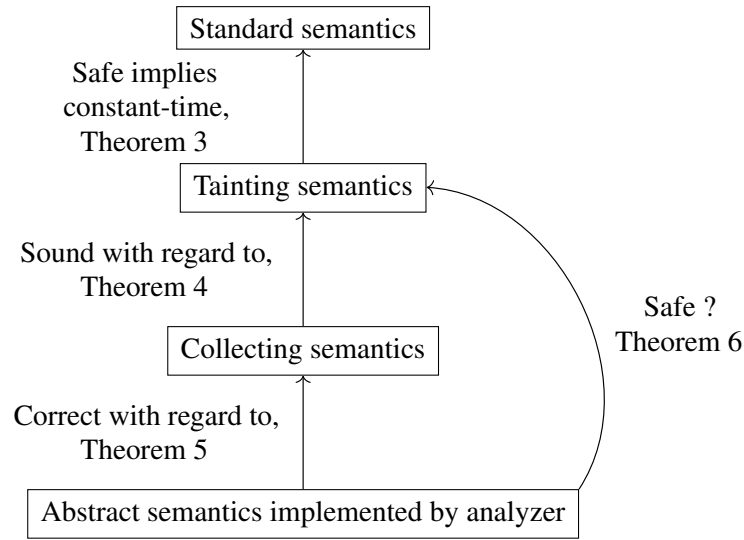 Standard semantics
Safe implies
constant-time,
Theorem 3
Tainting semantics
Sound with regard to,
Theorem 4
Safe ?
Theorem 6
Collecting semantics
Correct with regard to,
Theorem 5
Abstract semantics implemented by analyzer